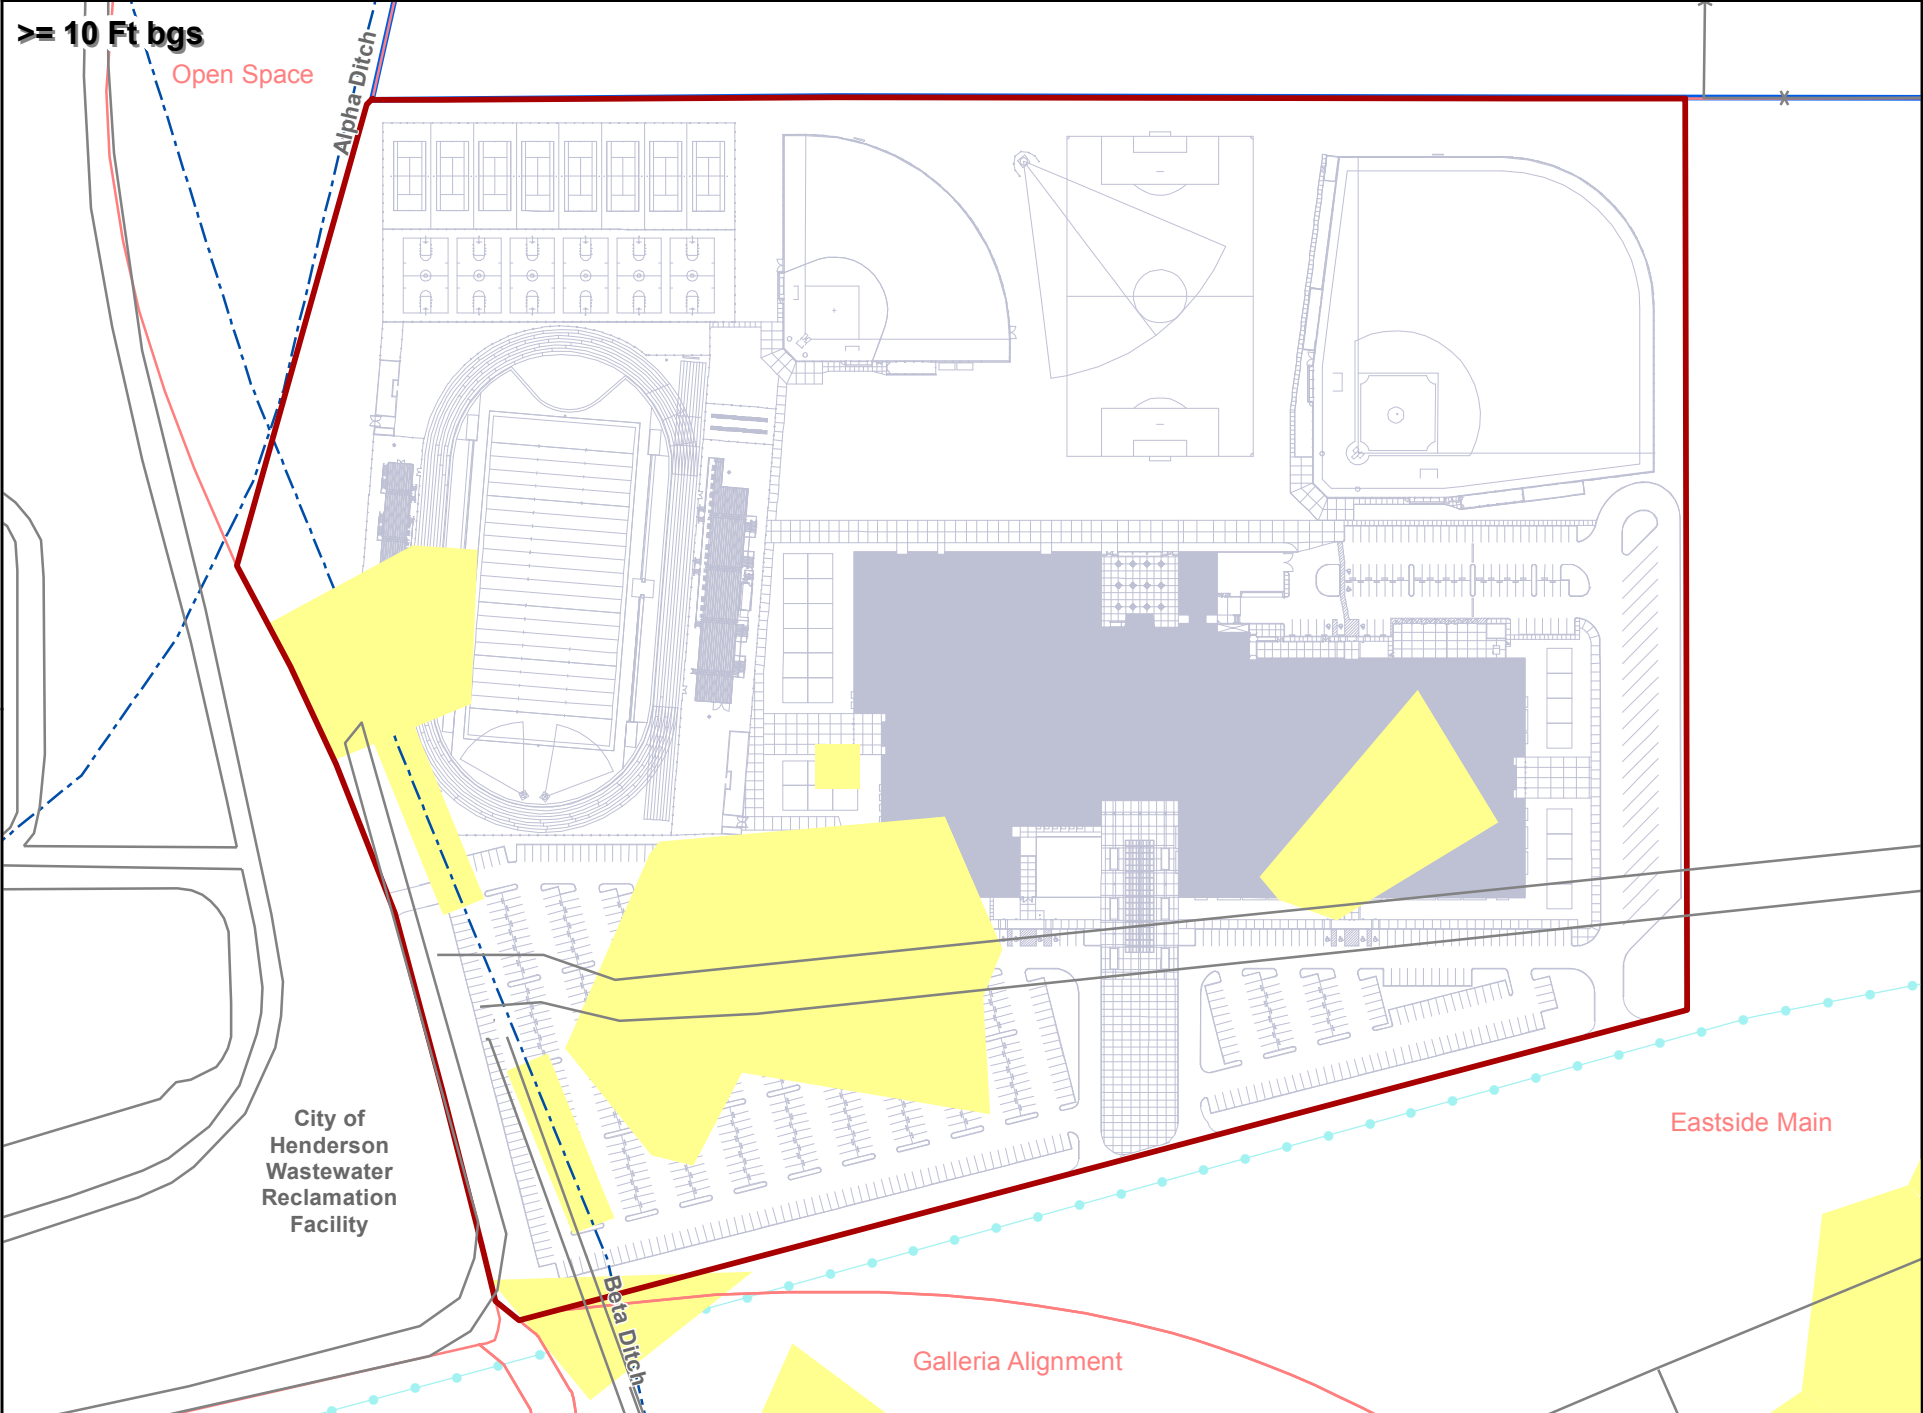 >= 10 Ft bgs
Open Space
Alpha Ditch
City of
Henderson
Wastewater
Reclamation
Facility
Eastside Main
Beta Ditch
Galleria Alignment